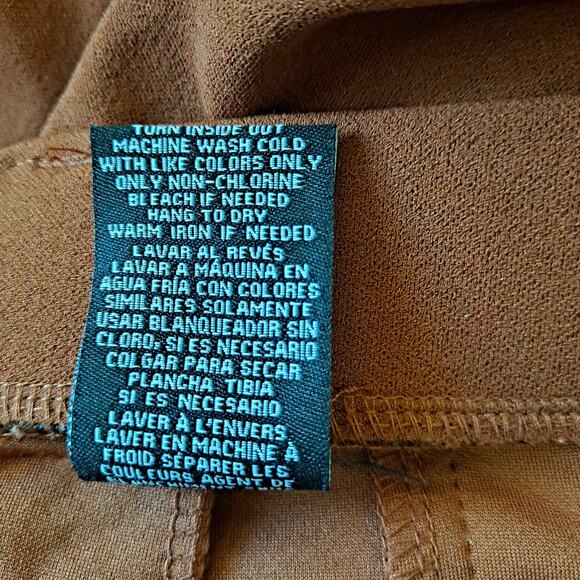 TURN INSIDE OUT
MACHINE WASH COLD
WITH LIKE COLORS ONLY
ONLY NON-CHLORINE
BLEACH IF NEEDED
HANG TO DRY
WARM IRON IF NEEDED
LAVAR AL REVÉS
LAVAR A MÁQUINA EN
AGUA FRÍA CON COLORES
SIMILARES SOLAMENTE
USAR BLANQUEADOR SIN
CLORO; SI ES NECESARIO
COLGAR PARA SECAR
PLANCHA TIBIA
SI ES NECESARIO
LAVER À L'ENVERS
LAVER EN MACHINE À
FROID SÉPARER LES
COULEURS AGENT DE